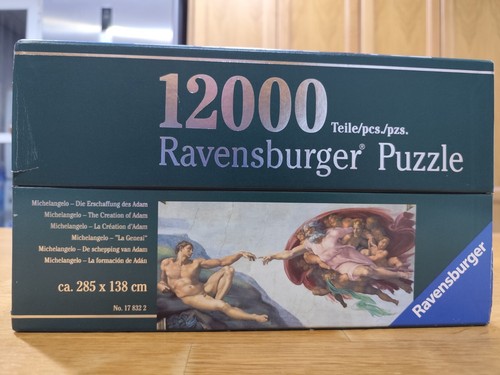 12000 Teile/pcs./pzs.
Ravensburger® Puzzle
Michelangelo – Die Erschaffung des Adam
Michelangelo – The Creation of Adam
Michelangelo – La Création d'Adam
Michelangelo – "La Genesi"
Michelangelo – De schepping van Adam
Michelangelo – La formación de Adán
ca. 285 x 138 cm
No. 17 832 2
Ravensburger